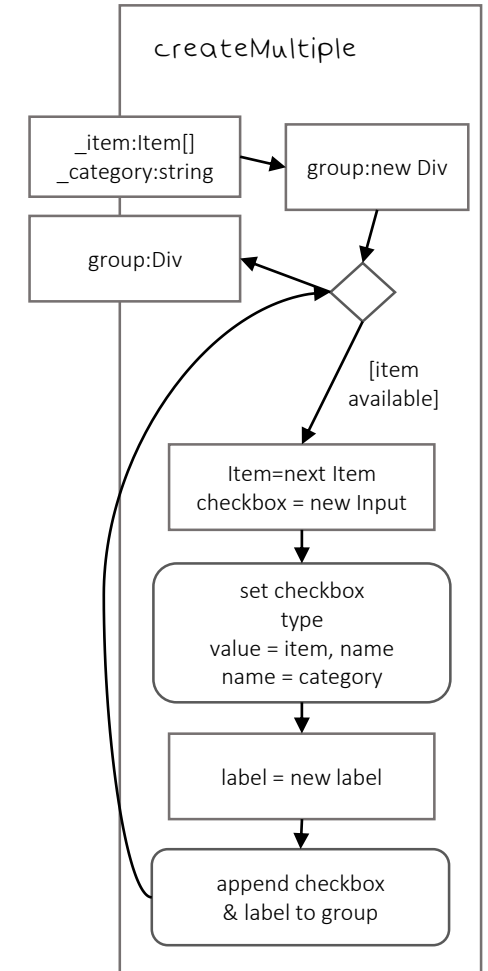 createMultiple
_item:Item[]
_category:string
group:new Div
group:Div
[item
available]
Item=next Item
checkbox = new Input
set checkbox
type
value = item, name
name = category
label = new label
append checkbox
& label to group